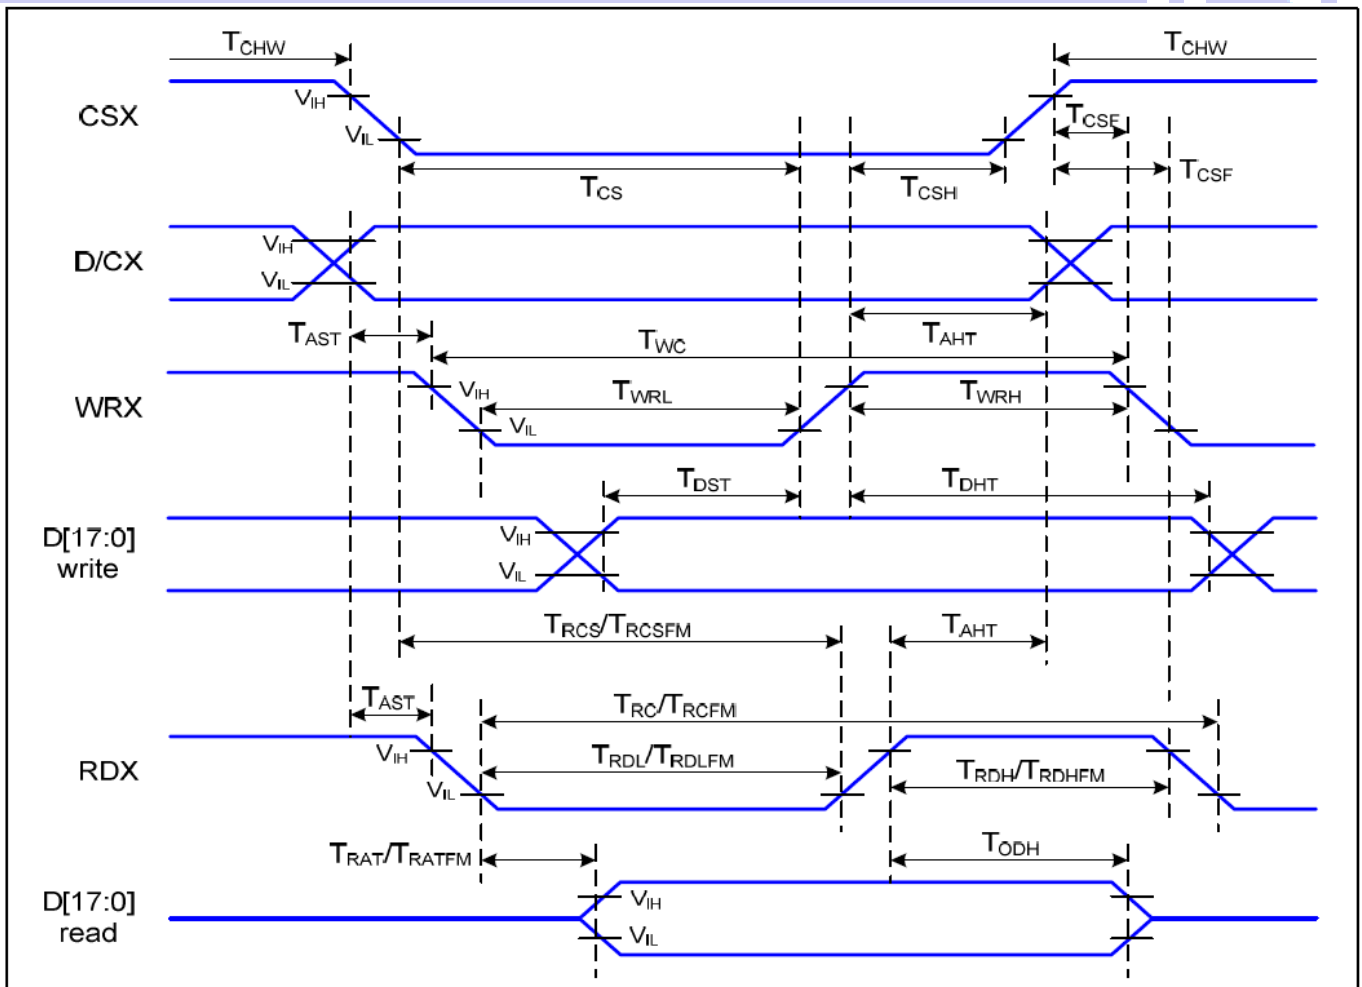 TCHW TCHW
CSX
VIH
VIL
TCSF
TCSF
TCS TCSH
D/CX
VIH
VIL
TAST TWC TAHT
WRX
VIH
VIL
TWRL TWRH
TDST TDHT
D[17:0]
write
VIH
VIL
TRCS/TRCSFM TAHT
TAST TRC/TRCFM
RDX
VIH
VIL
TRDL/TRDLFM TRDH/TRDHFM
TRAT/TRATFM TODH
D[17:0]
read
VIH
VIL